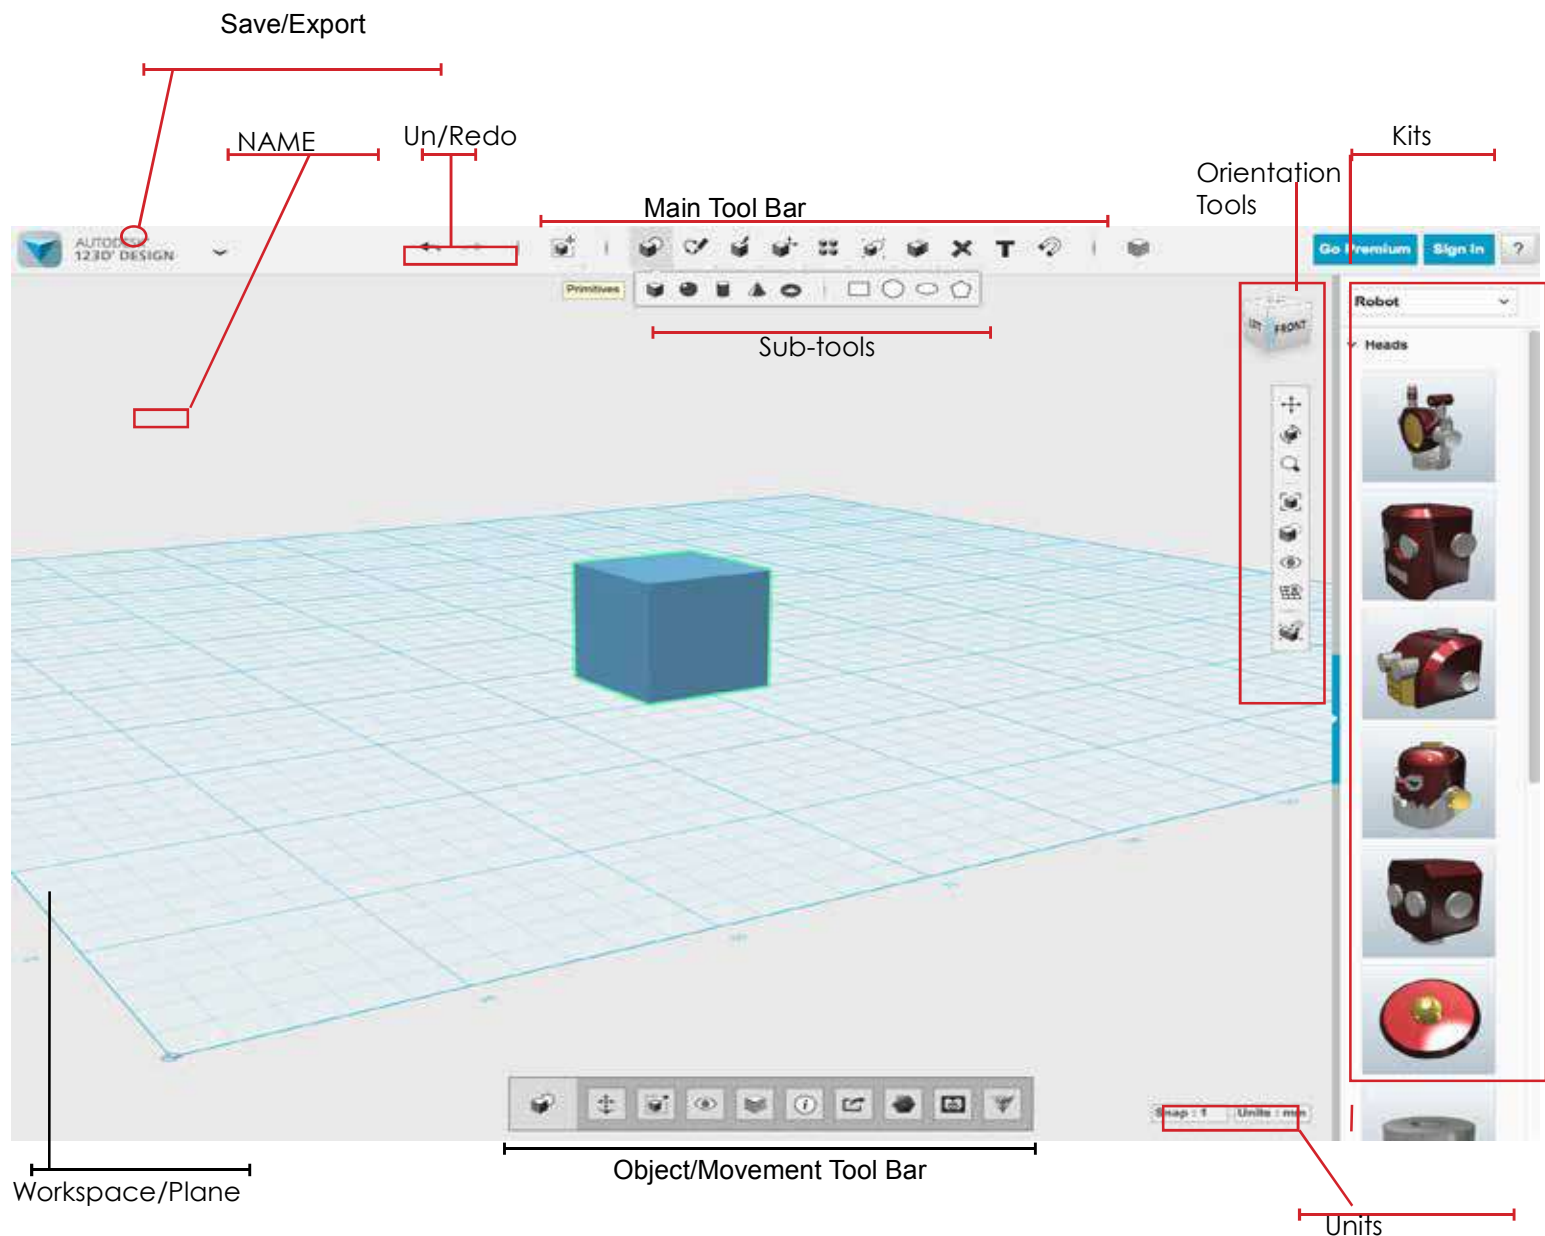 Save/Export
NAME
Un/Redo
Kits
Orientation
Tools
Main Tool Bar
AUTODESK
123D® DESIGN
T
Go Premium
Sign In
?
Primitives
Robot
LEFT
FRONT
Heads
Sub-tools
Snap : 1
Units : mm
Object/Movement Tool Bar
Workspace/Plane
Units